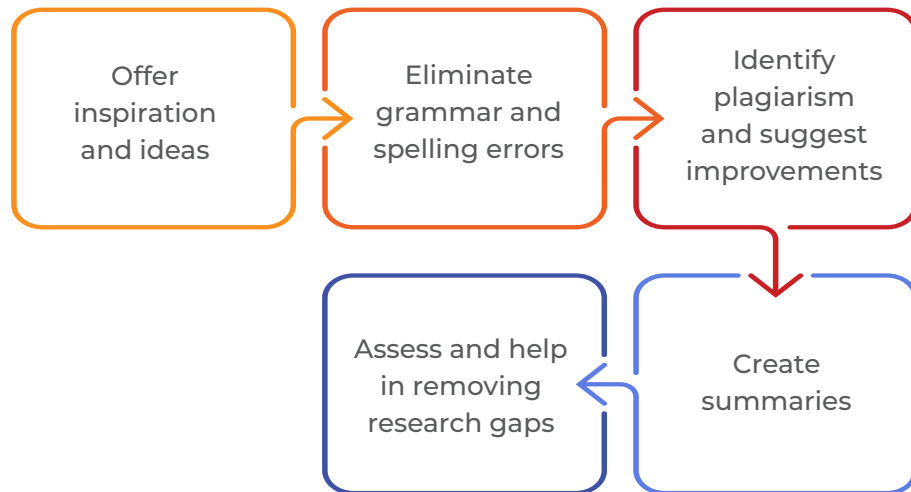 Offer
inspiration
and ideas
Eliminate
grammar and
spelling errors
Identify
plagiarism
and suggest
improvements
Create
summaries
Assess and help
in removing
research gaps